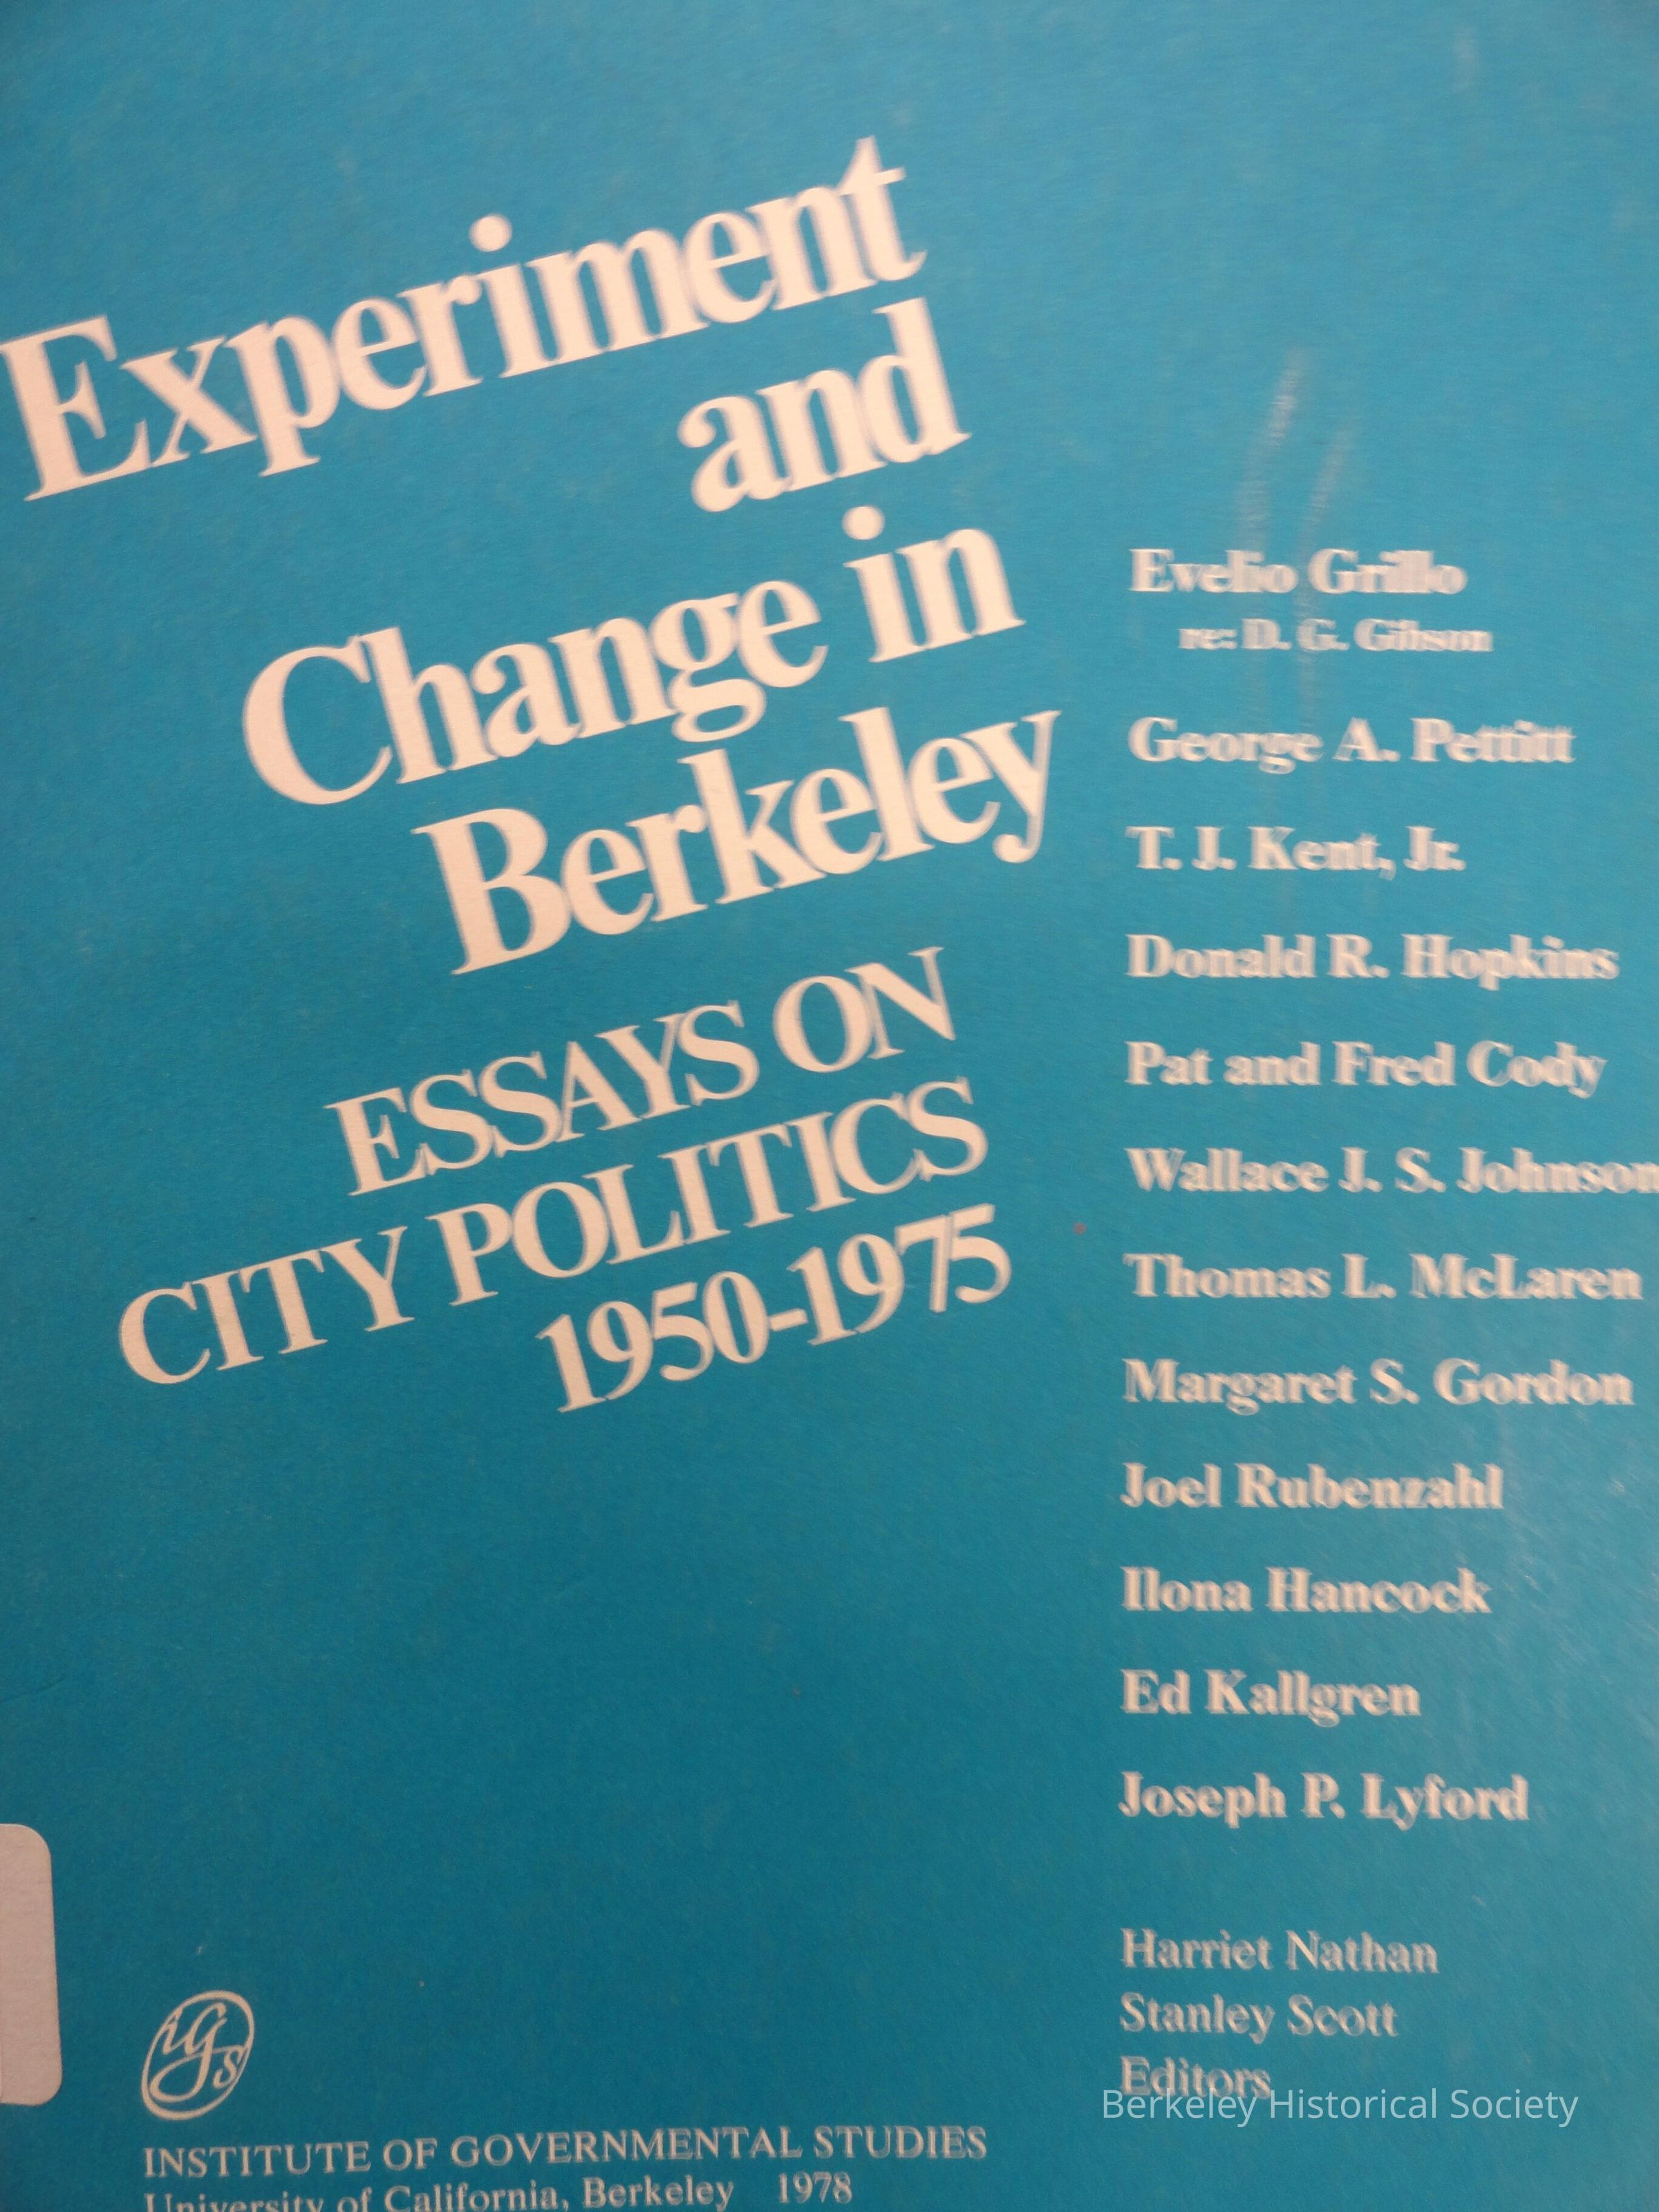 Experiment
and
Change in
Berkeley
ESSAYS ON
CITY POLITICS
1950-1975
Evelio Grillo
re: D. G. Gibson
George A. Pettitt
T. J. Kent, Jr.
Donald R. Hopkins
Pat and Fred Cody
Wallace J. S. Johnson
Thomas L. McLaren
Margaret S. Gordon
Joel Rubenzahl
Ilona Hancock
Ed Kallgren
Joseph P. Lyford
Harriet Nathan
Stanley Scott
Editors
Berkeley Historical Society
igs
INSTITUTE OF GOVERNMENTAL STUDIES
University of California, Berkeley 1978